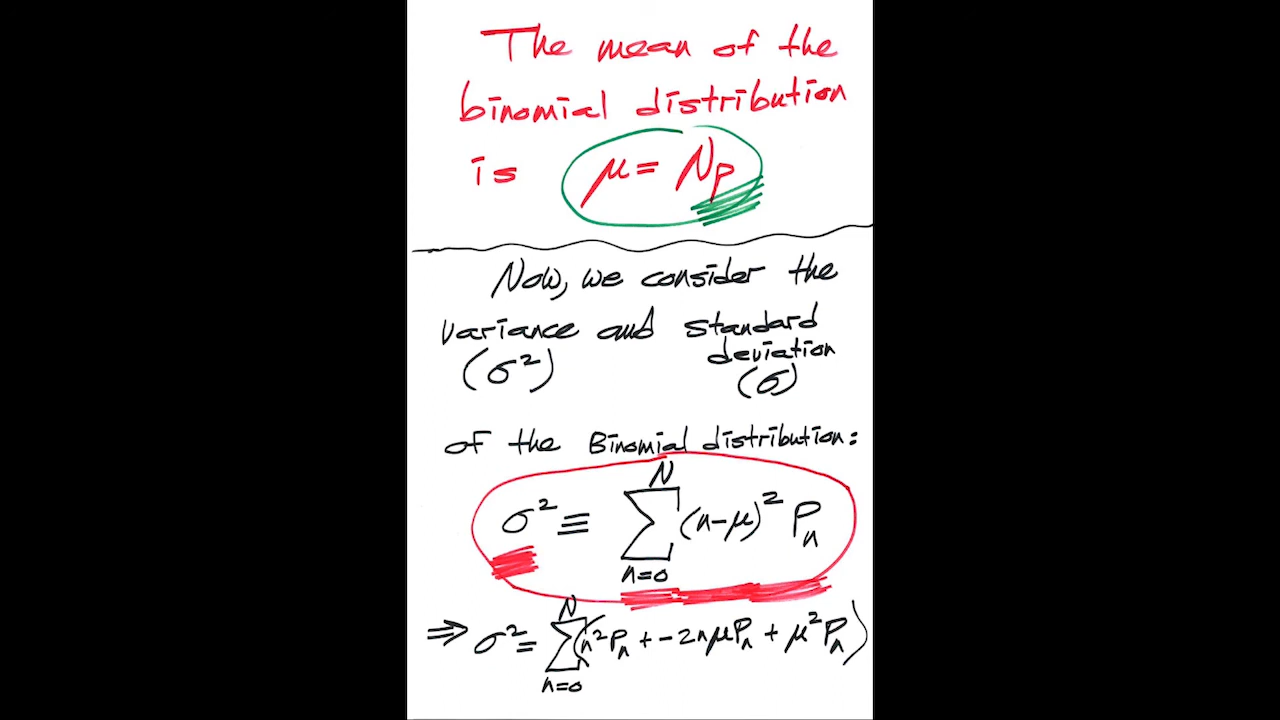 The mean of the
binomial distribution
is μ = Np
Now, we consider the
variance and standard
deviation
(σ²) (σ)
of the Binomial distribution:
σ² ≡ N∑n=0 (n-μ)² Pn
⇒ σ² = N∑n=0 (n²Pn + -2nμPn + μ²Pn)